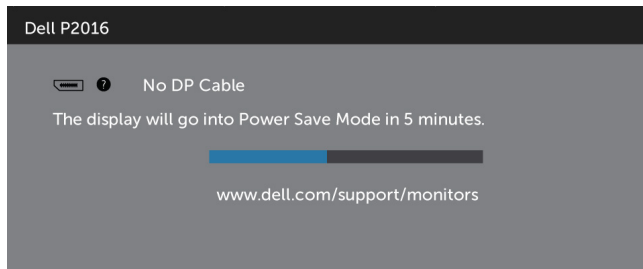 Dell P2016
? No DP Cable
The display will go into Power Save Mode in 5 minutes.
www.dell.com/support/monitors